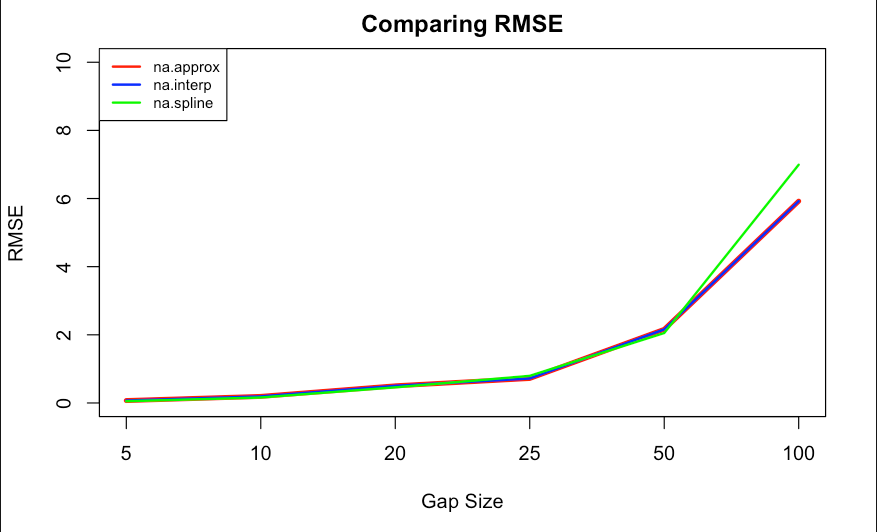 Comparing RMSE
na.approx
na.interp
na.spline
10
8
6
4
2
0
RMSE
5 10 20 25 50 100
Gap Size